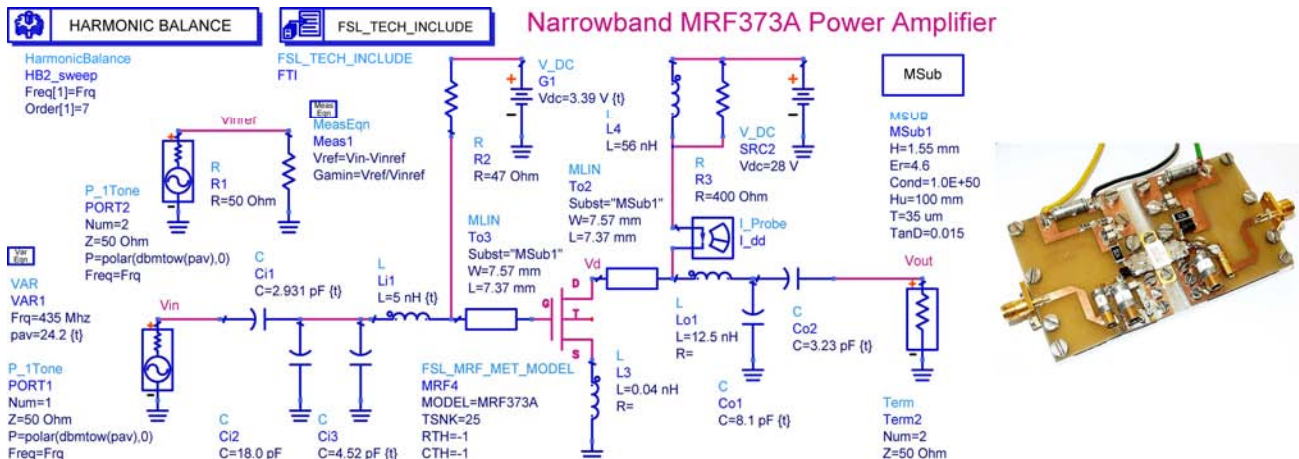 HARMONIC BALANCE
FSL_TECH_INCLUDE
Narrowband MRF373A Power Amplifier
HarmonicBalance
HB2_sweep
Freq[1]=Frq
Order[1]=7
FSL_TECH_INCLUDE
FTI
V_DC
G1
Vdc=3.39 V {t}
L
L4
L=56 nH
MSub
MSUB
MSub1
H=1.55 mm
Er=4.6
Cond=1.0E+50
Hu=100 mm
T=35 um
TanD=0.015
Vinref
Meas
Eqn
MeasEqn
Meas1
Vref=Vin-Vinref
Gamin=Vref/Vinref
R
R2
R=47 Ohm
V_DC
SRC2
Vdc=28 V
R
R1
R=50 Ohm
P_1Tone
PORT2
Num=2
Z=50 Ohm
P=polar(dbmtow(pav),0)
Freq=Frq
MLIN
To2
Subst="MSub1"
W=7.57 mm
L=7.37 mm
R
R3
R=400 Ohm
I_Probe
I_dd
MLIN
To3
Subst="MSub1"
W=7.57 mm
L=7.37 mm
Var
Eqn
VAR
VAR1
Frq=435 Mhz
pav=24.2 {t}
C
Ci1
C=2.931 pF {t}
L
Li1
L=5 nH {t}
Vin
Vd
Vout
D
G
T
S
L
Lo1
L=12.5 nH
R=
C
Co2
C=3.23 pF {t}
P_1Tone
PORT1
Num=1
Z=50 Ohm
P=polar(dbmtow(pav),0)
Freq=Frq
C
Ci2
C=18.0 pF
C
Ci3
C=4.52 pF {t}
FSL_MRF_MET_MODEL
MRF4
MODEL=MRF373A
TSNK=25
RTH=-1
CTH=-1
L
L3
L=0.04 nH
R=
C
Co1
C=8.1 pF {t}
Term
Term2
Num=2
Z=50 Ohm